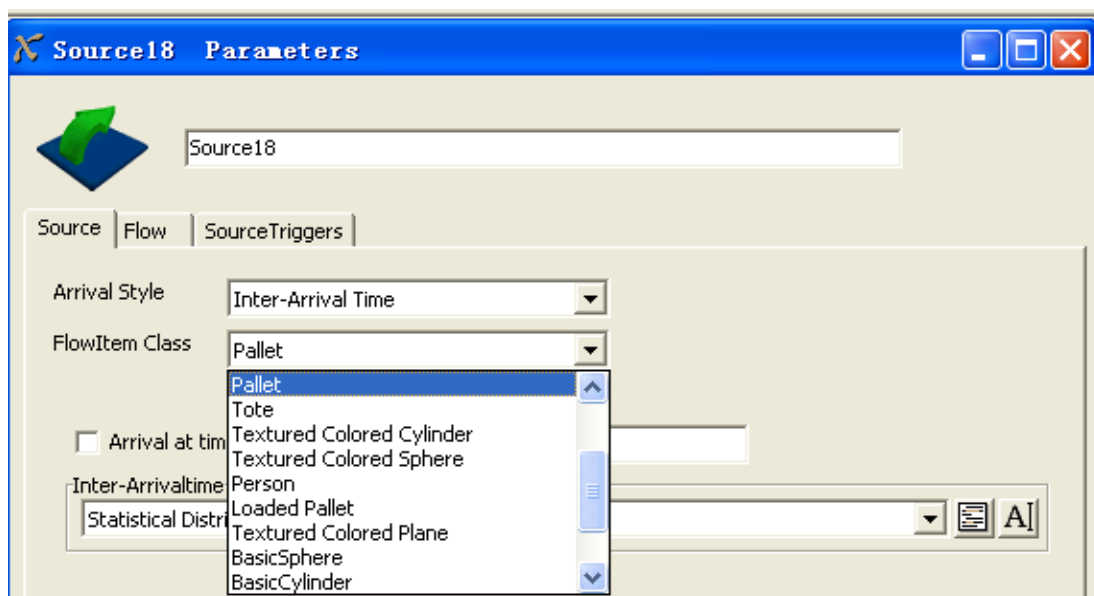 Source18 Parameters
Source18
Source Flow SourceTriggers
Arrival Style Inter-Arrival Time
FlowItem Class Pallet
Pallet
Tote
Textured Colored Cylinder
Arrival at tim
Textured Colored Sphere
Inter-Arrivaltime
Person
Loaded Pallet
Statistical Distri
Textured Colored Plane
BasicSphere
BasicCylinder
A